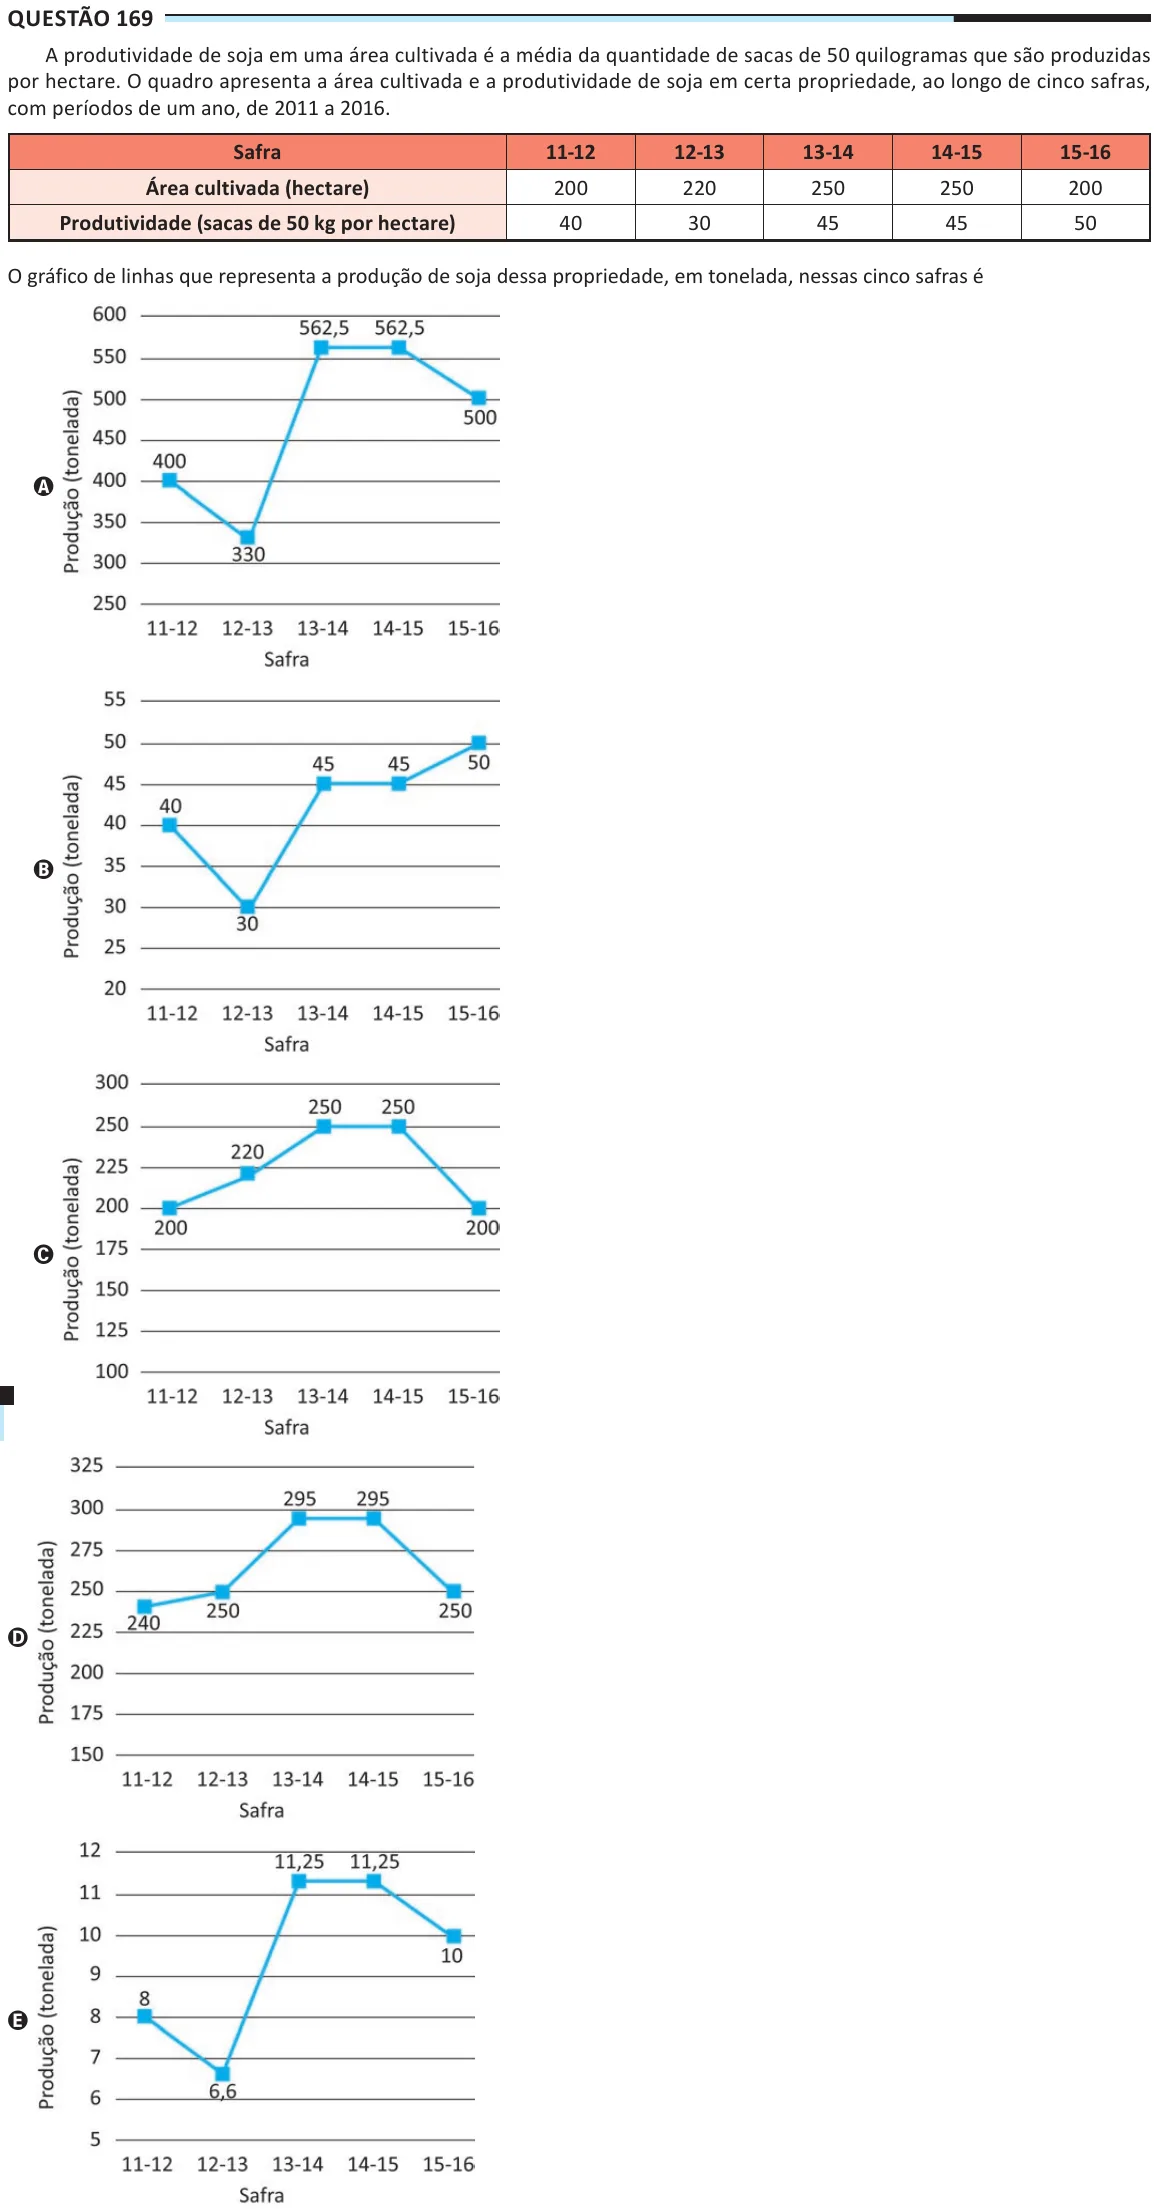 QUESTÃO 169
A produtividade de soja em uma área cultivada é a média da quantidade de sacas de 50 quilogramas que são produzidas
por hectare. O quadro apresenta a área cultivada e a produtividade de soja em certa propriedade, ao longo de cinco safras,
com períodos de um ano, de 2011 a 2016.
Safra 11-12 12-13 13-14 14-15 15-16
Área cultivada (hectare) 200 220 250 250 200
Produtividade (sacas de 50 kg por hectare) 40 30 45 45 50
O gráfico de linhas que representa a produção de soja dessa propriedade, em tonelada, nessas cinco safras é
A
Produção (tonelada)
600
550
500
450
400
350
300
250
400
330
562,5
562,5
500
11-12 12-13 13-14 14-15 15-16
Safra
B
Produção (tonelada)
55
50
45
40
35
30
25
20
40
30
45
45
50
11-12 12-13 13-14 14-15 15-16
Safra
C
Produção (tonelada)
300
250
225
200
175
150
125
100
200
220
250
250
200
11-12 12-13 13-14 14-15 15-16
Safra
D
Produção (tonelada)
325
300
275
250
225
200
175
150
240
250
295
295
250
11-12 12-13 13-14 14-15 15-16
Safra
E
Produção (tonelada)
12
11
10
9
8
7
6
5
8
6,6
11,25
11,25
10
11-12 12-13 13-14 14-15 15-16
Safra